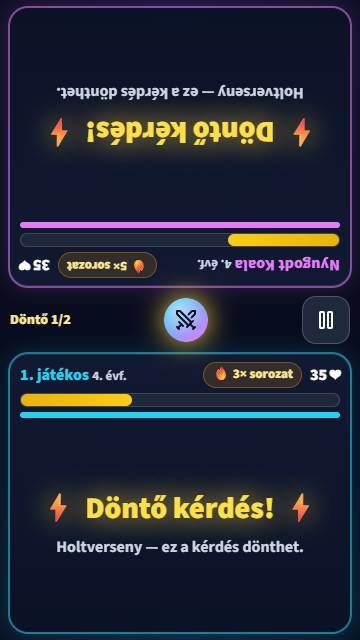 Holtverseny — ez a kérdés dönthet.
Döntő kérdés!
35 5× sorozat Nyugodt Koala 4. évf.
Döntő 1/2
1. játékos 4. évf. 3× sorozat 35
Döntő kérdés!
Holtverseny — ez a kérdés dönthet.